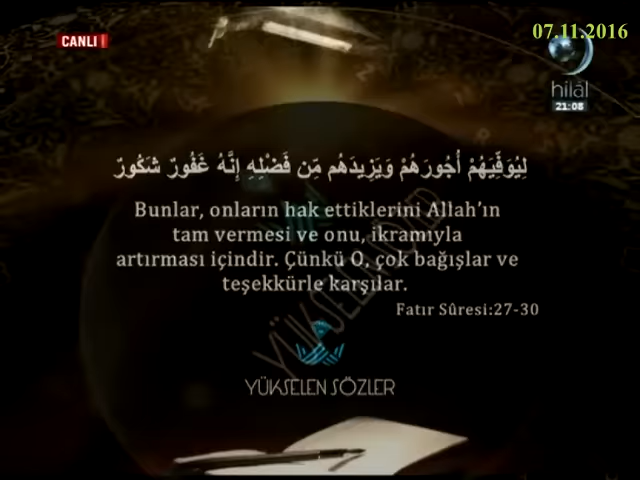 CANLI
07.11.2016
hilâl
21:08
لِيُوَفِّيَهُمْ أُجُورَهُمْ وَيَزِيدَهُم مِّن فَضْلِهِ إِنَّهُ غَفُورٌ شَكُورٌ
Bunlar, onların hak ettiklerini Allah’ın
tam vermesi ve onu, ikramıyla
artırması içindir. Çünkü O, çok bağışlar ve
teşekkürle karşılar.
Fatır Sûresi:27-30
YÜKSELEN SÖZLER